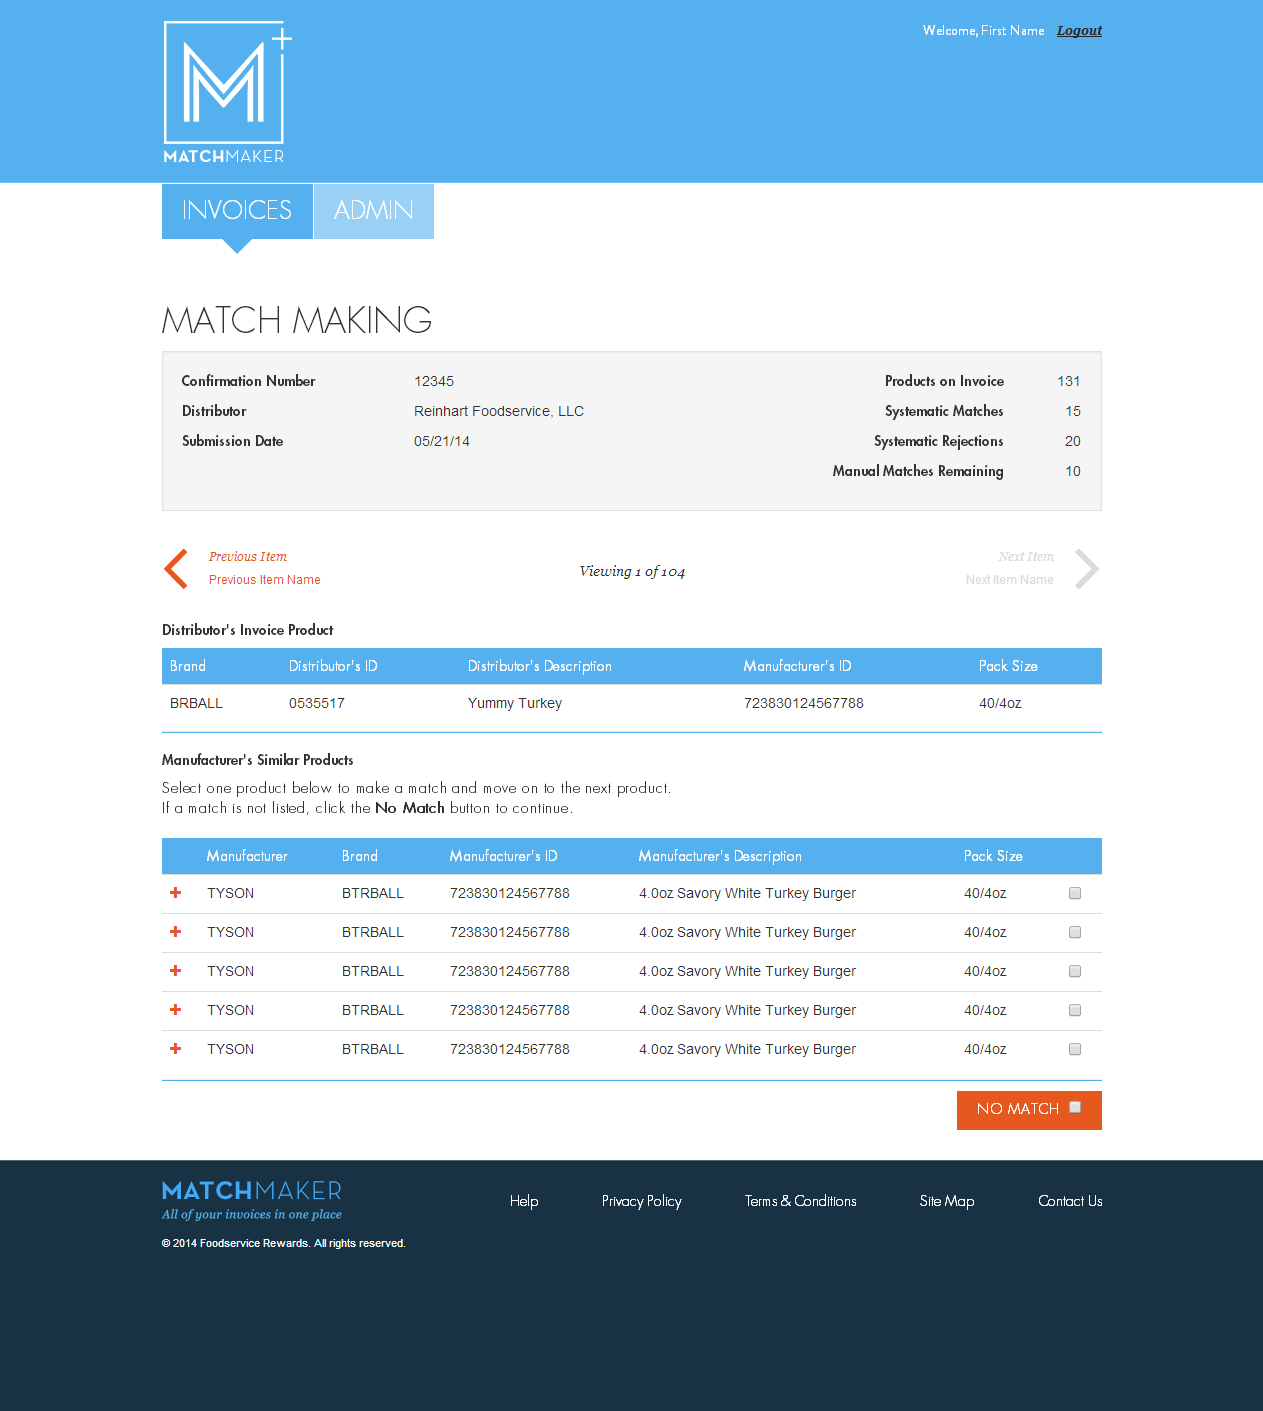 Welcome, First Name Logout
M
MATCHMAKER
INVOICES ADMIN
MATCH MAKING
Confirmation Number 12345 Products on Invoice 131
Distributor Reinhart Foodservice, LLC Systematic Matches 15
Submission Date 05/21/14 Systematic Rejections 20
Manual Matches Remaining 10
Previous Item Next Item
Viewing 1 of 104
Previous Item Name Next Item Name
Distributor's Invoice Product
Brand Distributor's ID Distributor's Description Manufacturer's ID Pack Size
BRBALL 0535517 Yummy Turkey 723830124567788 40/4oz
Manufacturer's Similar Products
Select one product below to make a match and move on to the next product.
If a match is not listed, click the No Match button to continue.
Manufacturer Brand Manufacturer's ID Manufacturer's Description Pack Size
TYSON BTRBALL 723830124567788 4.0oz Savory White Turkey Burger 40/4oz
TYSON BTRBALL 723830124567788 4.0oz Savory White Turkey Burger 40/4oz
TYSON BTRBALL 723830124567788 4.0oz Savory White Turkey Burger 40/4oz
TYSON BTRBALL 723830124567788 4.0oz Savory White Turkey Burger 40/4oz
TYSON BTRBALL 723830124567788 4.0oz Savory White Turkey Burger 40/4oz
NO MATCH
MATCHMAKER
All of your invoices in one place
Help Privacy Policy Terms & Conditions Site Map Contact Us
© 2014 Foodservice Rewards. All rights reserved.